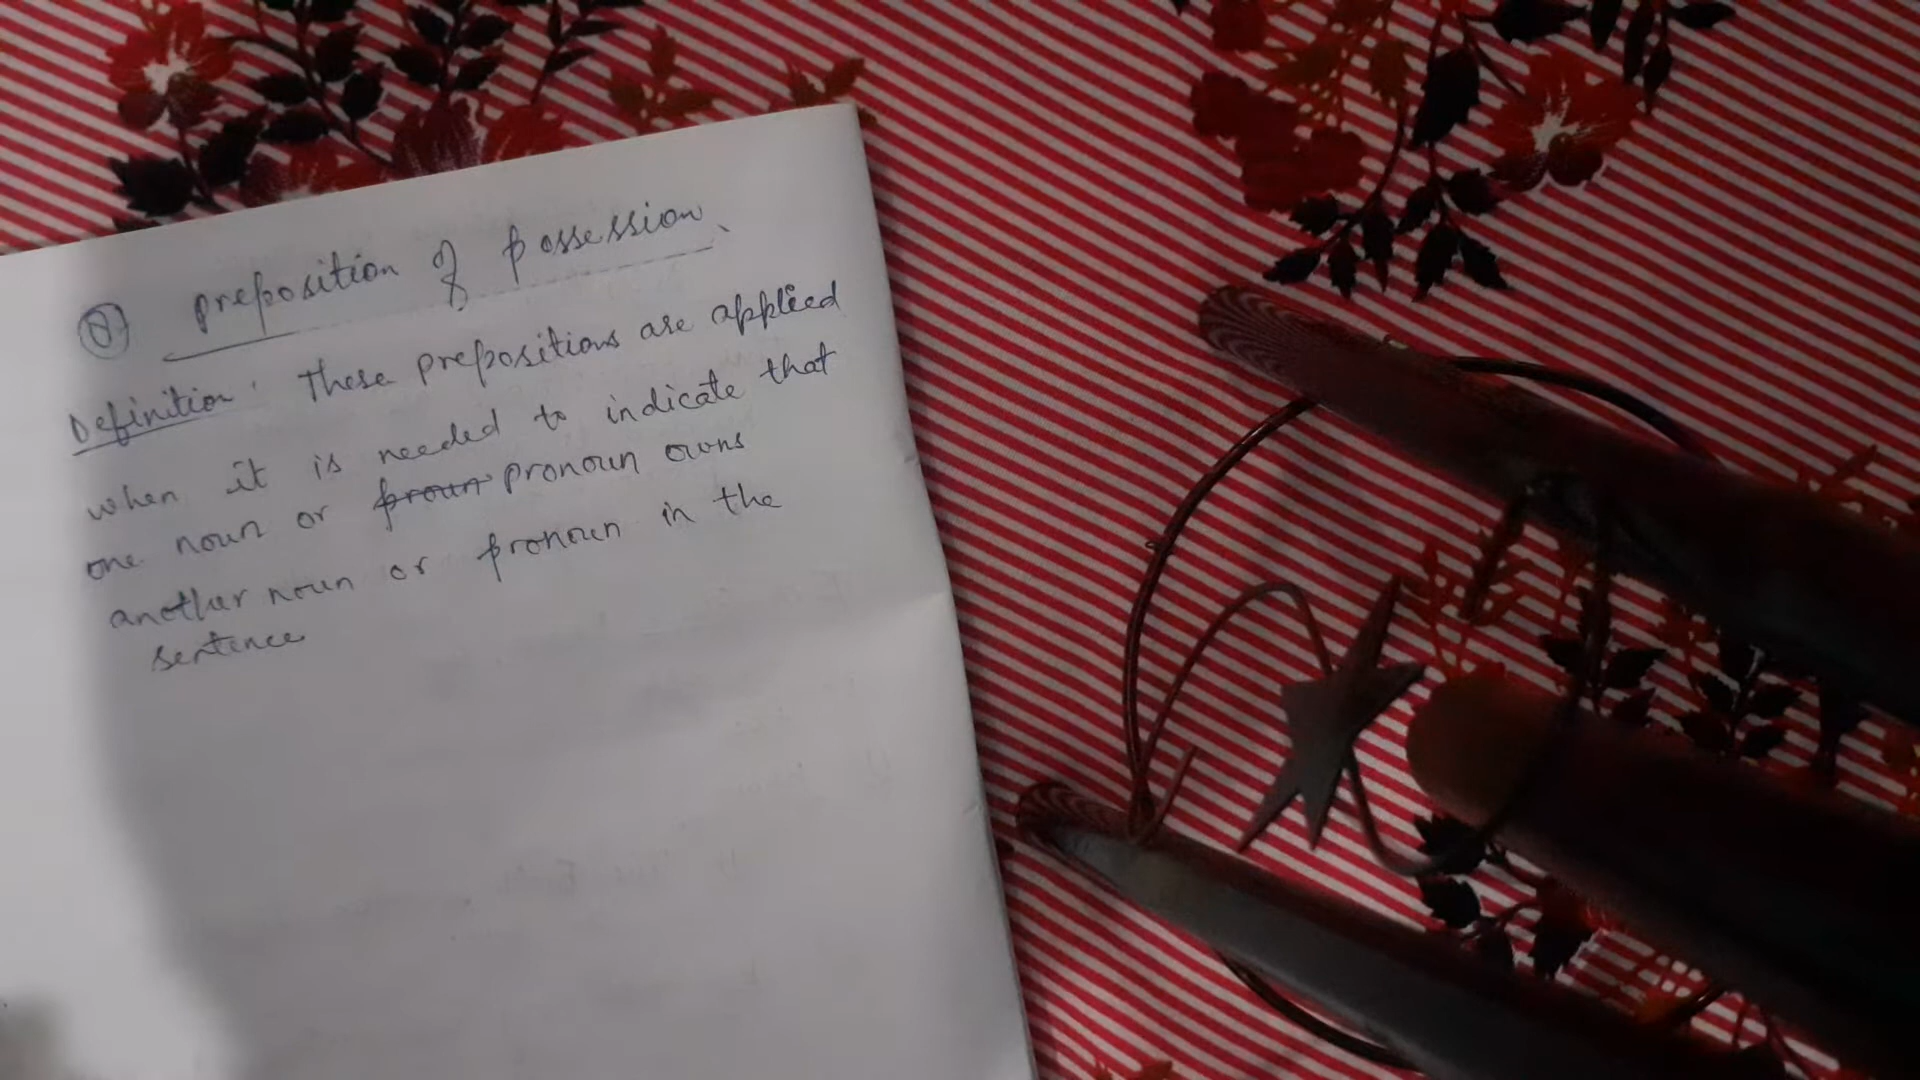 8) preposition of possession
Definition: These prepositions are applied
when it is needed to indicate that
one noun or proun pronoun owns
another noun or pronoun in the
sentence